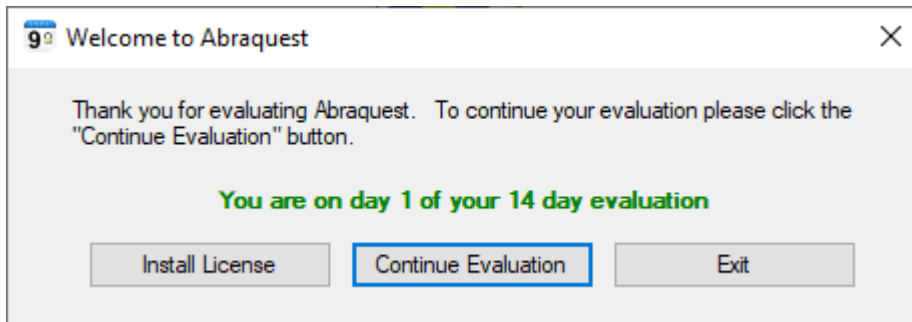 Welcome to Abraquest
Thank you for evaluating Abraquest.   To continue your evaluation please click the
"Continue Evaluation" button.
You are on day 1 of your 14 day evaluation
Install License
Continue Evaluation
Exit